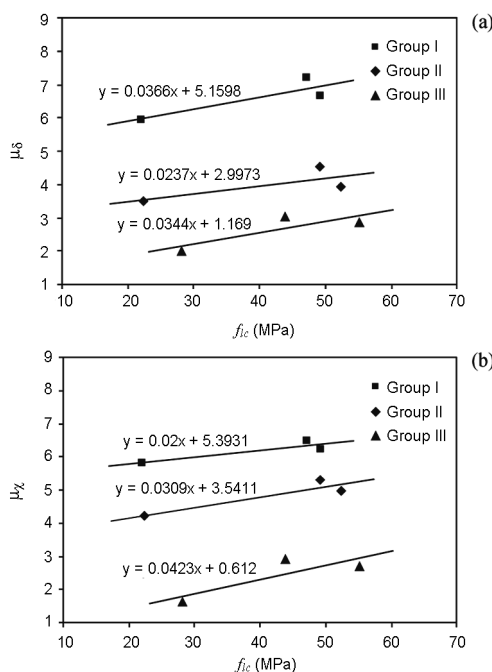 (a)
9
8
7
6
5
4
3
2
1
μδ
Group I
Group II
Group III
y = 0.0366x + 5.1598
y = 0.0237x + 2.9973
y = 0.0344x + 1.169
10 20 30 40 50 60 70
flc (MPa)
(b)
9
8
7
6
5
4
3
2
1
μχ
Group I
Group II
Group III
y = 0.02x + 5.3931
y = 0.0309x + 3.5411
y = 0.0423x + 0.612
10 20 30 40 50 60 70
flc (MPa)